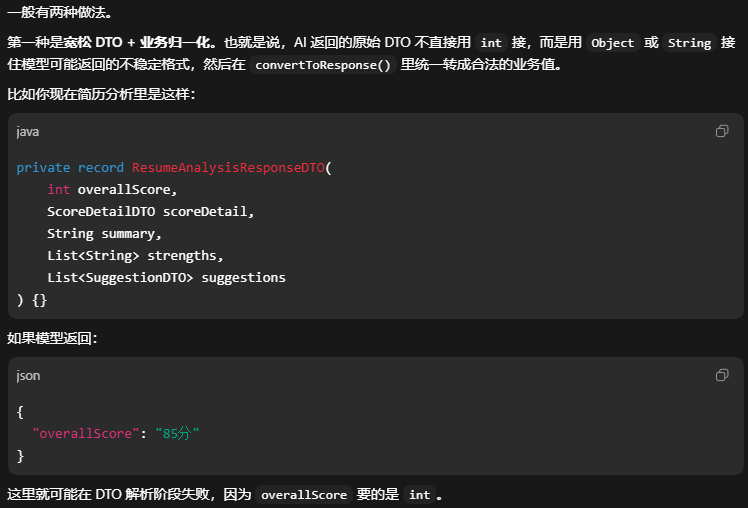 一般有两种做法。
第一种是宽松 DTO + 业务归一化。也就是说，AI 返回的原始 DTO 不直接用 int 接，而是用 Object 或 String 接
住模型可能返回的不稳定格式，然后在 convertToResponse() 里统一转成合法的业务值。
比如你现在简历分析里是这样：
java
private record ResumeAnalysisResponseDTO(
    int overallScore,
    ScoreDetailDTO scoreDetail,
    String summary,
    List<String> strengths,
    List<SuggestionDTO> suggestions
) {}
如果模型返回：
json
{
  "overallScore": "85分"
}
这里就可能在 DTO 解析阶段失败，因为 overallScore 要的是 int 。